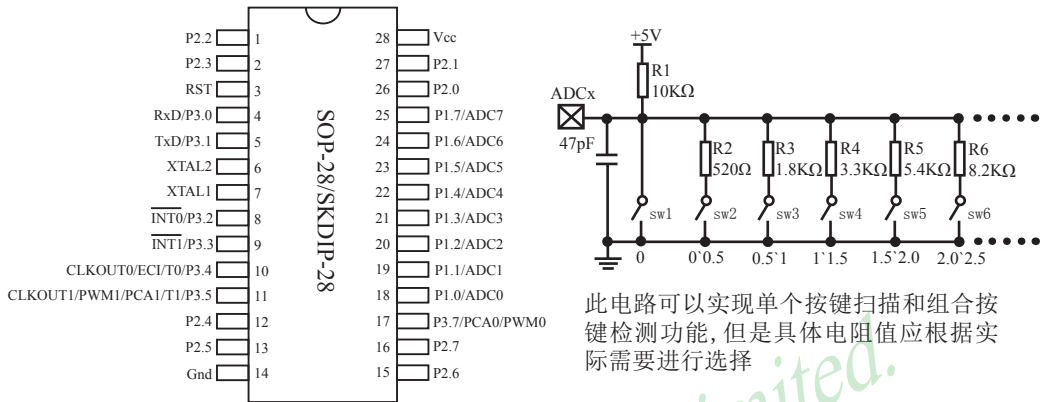 P2.2 1
P2.3 2
RST 3
RxD/P3.0 4
TxD/P3.1 5
XTAL2 6
XTAL1 7
INT0/P3.2 8
INT1/P3.3 9
CLKOUT0/ECI/T0/P3.4 10
CLKOUT1/PWM1/PCA1/T1/P3.5 11
P2.4 12
P2.5 13
Gnd 14
SOP-28/SKDIP-28
28 Vcc
27 P2.1
26 P2.0
25 P1.7/ADC7
24 P1.6/ADC6
23 P1.5/ADC5
22 P1.4/ADC4
21 P1.3/ADC3
20 P1.2/ADC2
19 P1.1/ADC1
18 P1.0/ADC0
17 P3.7/PCA0/PWM0
16 P2.7
15 P2.6
+5V
R1
10KΩ
ADCx
47pF
R2
520Ω
R3
1.8KΩ
R4
3.3KΩ
R5
5.4KΩ
R6
8.2KΩ
sw1 sw2 sw3 sw4 sw5 sw6
0 0`0.5 0.5`1 1`1.5 1.5`2.0 2.0`2.5
此电路可以实现单个按键扫描和组合按
键检测功能,但是具体电阻值应根据实
际需要进行选择
imited.